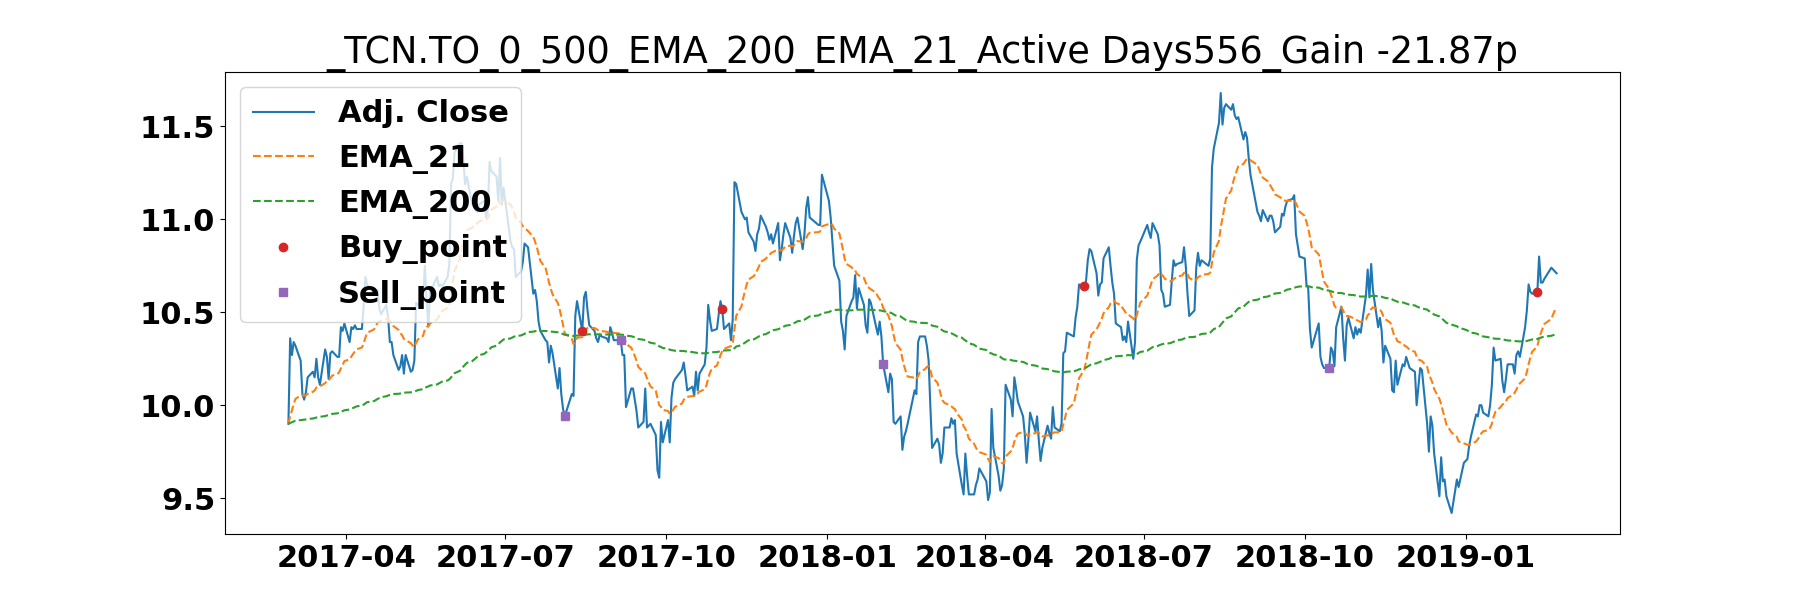 _TCN.TO_0_500_EMA_200_EMA_21_Active Days556_Gain -21.87p
Adj. Close
EMA_21
EMA_200
Buy_point
Sell_point
11.5
11.0
10.5
10.0
9.5
2017-04 2017-07 2017-10 2018-01 2018-04 2018-07 2018-10 2019-01